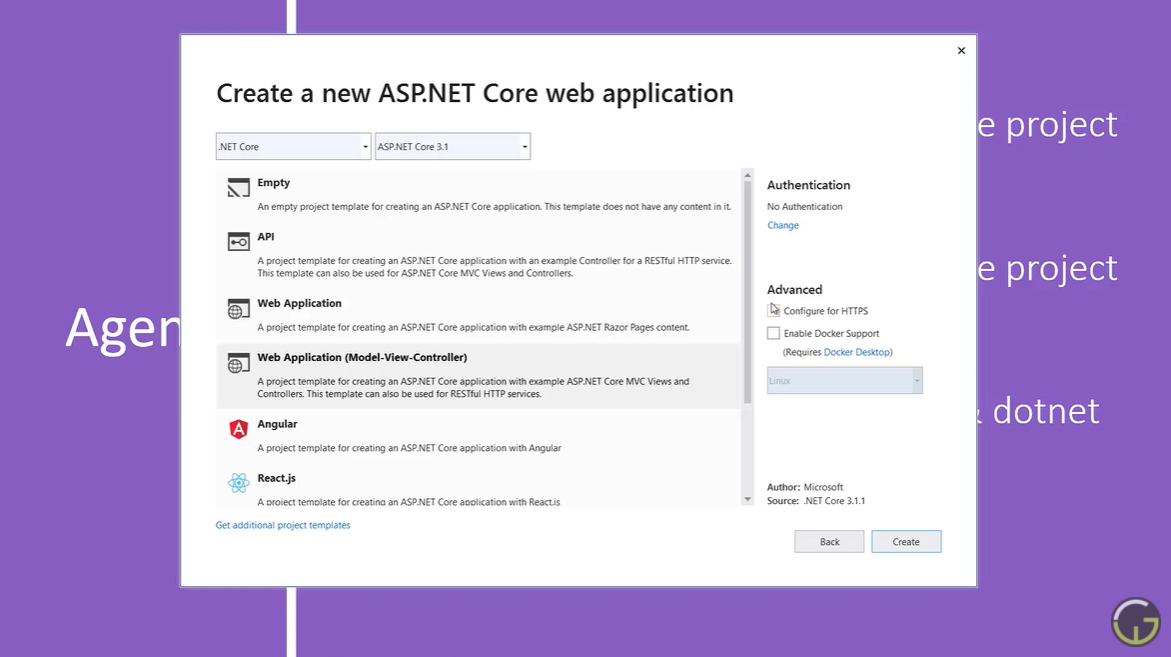 Create a new ASP.NET Core web application
.NET Core
ASP.NET Core 3.1
Empty
An empty project template for creating an ASP.NET Core application. This template does not have any content in it.
API
A project template for creating an ASP.NET Core application with an example Controller for a RESTful HTTP service.
This template can also be used for ASP.NET Core MVC Views and Controllers.
Web Application
A project template for creating an ASP.NET Core application with example ASP.NET Razor Pages content.
Web Application (Model-View-Controller)
A project template for creating an ASP.NET Core application with example ASP.NET Core MVC Views and
Controllers. This template can also be used for RESTful HTTP services.
Angular
A project template for creating an ASP.NET Core application with Angular
React.js
A project template for creating an ASP.NET Core application with React.js
Get additional project templates
Authentication
No Authentication
Change
Advanced
Configure for HTTPS
Enable Docker Support
(Requires Docker Desktop)
Linux
Author: Microsoft
Source: .NET Core 3.1.1
Back
Create
Agen
e project
e project
& dotnet